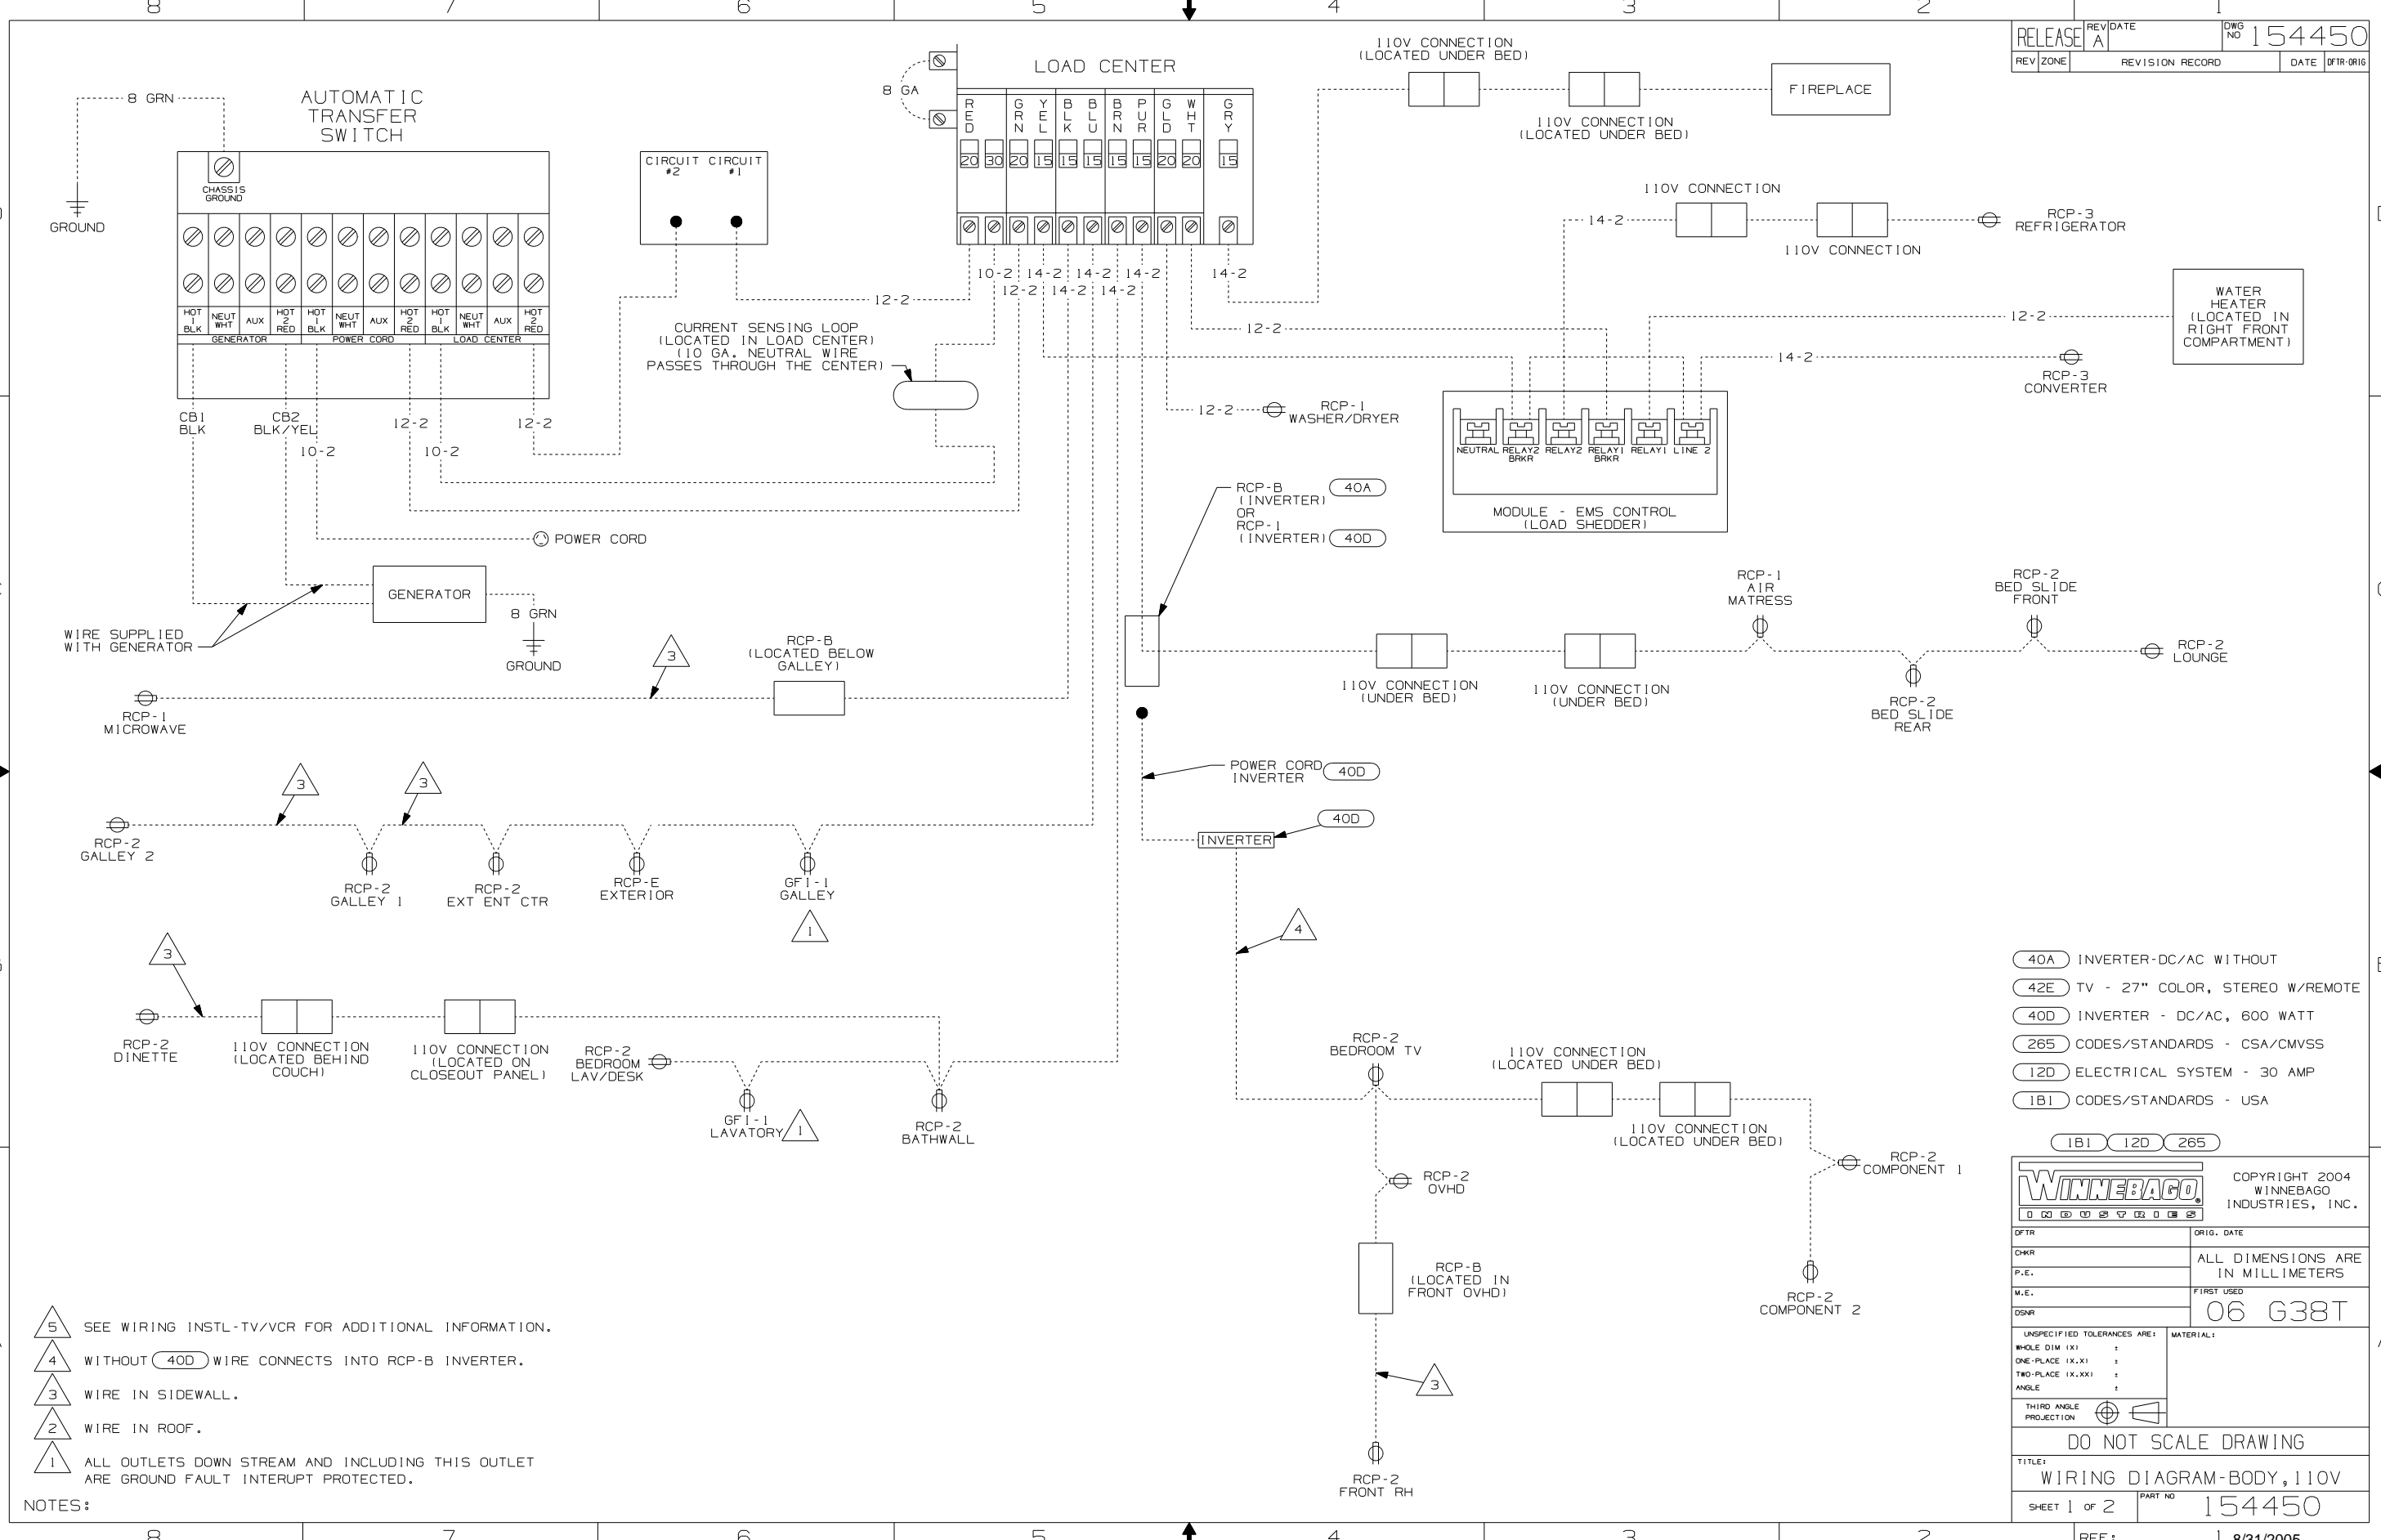 8 7 6 5 4 3 2 1
RELEASE
REV
A
DATE
DWG
NO
154450
REV ZONE REVISION RECORD DATE DFTR-ORIG
8 GRN
GROUND
AUTOMATIC
TRANSFER
SWITCH
CHASSIS
GROUND
HOT
1
BLK
NEUT
WHT
AUX
HOT
2
RED
HOT
1
BLK
NEUT
WHT
AUX
HOT
2
RED
HOT
1
BLK
NEUT
WHT
AUX
HOT
2
RED
GENERATOR POWER CORD LOAD CENTER
CB1
BLK
CB2
BLK/YEL
10-2
12-2
10-2
12-2
CIRCUIT
#2
CIRCUIT
#1
8 GA
LOAD CENTER
RED GRN YEL BLK BLU BRN PUR GLD WHT GRY
20 30 20 15 15 15 15 15 20 20 15
10-2 14-2 14-2 14-2 14-2
12-2 14-2 14-2
12-2
CURRENT SENSING LOOP
(LOCATED IN LOAD CENTER)
(10 GA. NEUTRAL WIRE
PASSES THROUGH THE CENTER)
110V CONNECTION
(LOCATED UNDER BED)
110V CONNECTION
(LOCATED UNDER BED)
FIREPLACE
110V CONNECTION
14-2
110V CONNECTION
RCP-3
REFRIGERATOR
WATER
HEATER
(LOCATED IN
RIGHT FRONT
COMPARTMENT)
12-2
12-2
14-2
RCP-3
CONVERTER
12-2
RCP-1
WASHER/DRYER
NEUTRAL
RELAY2
BRKR
RELAY2
RELAY1
BRKR
RELAY1
LINE 2
MODULE - EMS CONTROL
(LOAD SHEDDER)
RCP-B
(INVERTER)
40A
OR
RCP-1
(INVERTER)
40D
POWER CORD
GENERATOR
8 GRN
GROUND
WIRE SUPPLIED
WITH GENERATOR
3
RCP-B
(LOCATED BELOW
GALLEY)
RCP-1
MICROWAVE
110V CONNECTION
(UNDER BED)
110V CONNECTION
(UNDER BED)
RCP-1
AIR
MATRESS
RCP-2
BED SLIDE
FRONT
RCP-2
LOUNGE
RCP-2
BED SLIDE
REAR
POWER CORD
INVERTER
40D
40D
INVERTER
3
3
RCP-2
GALLEY 2
RCP-2
GALLEY 1
RCP-2
EXT ENT CTR
RCP-E
EXTERIOR
GFI-1
GALLEY
1
4
3
RCP-2
DINETTE
110V CONNECTION
(LOCATED BEHIND
COUCH)
110V CONNECTION
(LOCATED ON
CLOSEOUT PANEL)
RCP-2
BEDROOM
LAV/DESK
GFI-1
LAVATORY
1
RCP-2
BATHWALL
RCP-2
BEDROOM TV
110V CONNECTION
(LOCATED UNDER BED)
110V CONNECTION
(LOCATED UNDER BED)
RCP-2
COMPONENT 1
RCP-2
OVHD
RCP-B
(LOCATED IN
FRONT OVHD)
RCP-2
COMPONENT 2
3
RCP-2
FRONT RH
40A INVERTER-DC/AC WITHOUT
42E TV - 27" COLOR, STEREO W/REMOTE
40D INVERTER - DC/AC, 600 WATT
265 CODES/STANDARDS - CSA/CMVSS
12D ELECTRICAL SYSTEM - 30 AMP
1B1 CODES/STANDARDS - USA
1B1 12D 265
WINNEBAGO®
INDUSTRIES
COPYRIGHT 2004
WINNEBAGO
INDUSTRIES, INC.
DFTR
ORIG. DATE
CHKR
ALL DIMENSIONS ARE
IN MILLIMETERS
P.E.
M.E.
FIRST USED
06 G38T
DSNR
UNSPECIFIED TOLERANCES ARE:
MATERIAL:
WHOLE DIM (X) ±
ONE-PLACE (X.X) ±
TWO-PLACE (X.XX) ±
ANGLE ±
THIRD ANGLE
PROJECTION
DO NOT SCALE DRAWING
TITLE:
WIRING DIAGRAM-BODY,110V
SHEET 1 OF 2
PART NO
154450
5 SEE WIRING INSTL-TV/VCR FOR ADDITIONAL INFORMATION.
4 WITHOUT 40D WIRE CONNECTS INTO RCP-B INVERTER.
3 WIRE IN SIDEWALL.
2 WIRE IN ROOF.
1 ALL OUTLETS DOWN STREAM AND INCLUDING THIS OUTLET
ARE GROUND FAULT INTERUPT PROTECTED.
NOTES:
8 7 6 5 4 3 2
REF: 1 8/31/2005